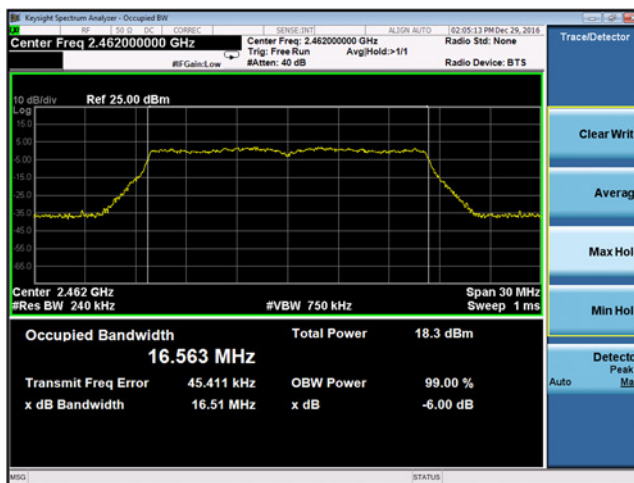 Keysight Spectrum Analyzer - Occupied BW
RF 50 Ω DC CORREC SENSE:INT ALIGN AUTO 02:05:13 PM Dec 29, 2016
Center Freq 2.462000000 GHz
Center Freq: 2.462000000 GHz
Radio Std: None
Trig: Free Run Avg|Hold:>1/1
#IFGain:Low
#Atten: 40 dB
Radio Device: BTS
Trace/Detector
10 dB/div Ref 25.00 dBm
Log
15.0
5.00
-5.00
-15.0
-25.0
-35.0
-45.0
-55.0
-65.0
Center 2.462 GHz Span 30 MHz
#Res BW 240 kHz #VBW 750 kHz Sweep 1 ms
Occupied Bandwidth Total Power 18.3 dBm
16.563 MHz
Transmit Freq Error 45.411 kHz OBW Power 99.00 %
x dB Bandwidth 16.51 MHz x dB -6.00 dB
Clear Writ
Averag
Max Hol
Min Hol
Detecto
Peak
Auto Ma
MSG STATUS